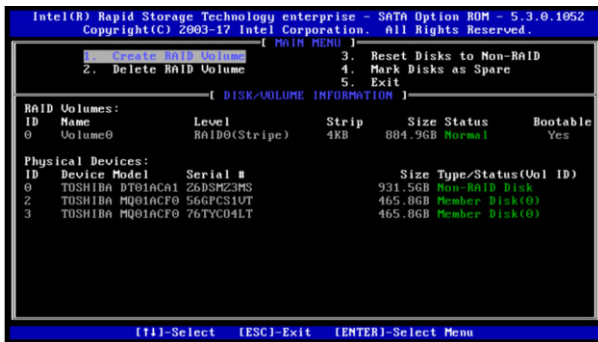 Intel(R) Rapid Storage Technology enterprise - SATA Option ROM - 5.3.0.1052
Copyright(C) 2003-17 Intel Corporation. All Rights Reserved.
[ MAIN MENU ]
1. Create RAID Volume 3. Reset Disks to Non-RAID
2. Delete RAID Volume 4. Mark Disks as Spare
5. Exit
[ DISK/VOLUME INFORMATION ]
RAID Volumes:
ID Name Level Strip Size Status Bootable
0 Volume0 RAID0(Stripe) 4KB 884.9GB Normal Yes
Physical Devices:
ID Device Model Serial # Size Type/Status(Vol ID)
0 TOSHIBA DT01ACA1 Z6DSMZ3MS 931.5GB Non-RAID Disk
2 TOSHIBA MQ01ACF0 56GPCS1VT 465.8GB Member Disk(0)
3 TOSHIBA MQ01ACF0 76TYCO4LT 465.8GB Member Disk(0)
[↑↓]-Select [ESC]-Exit [ENTER]-Select Menu